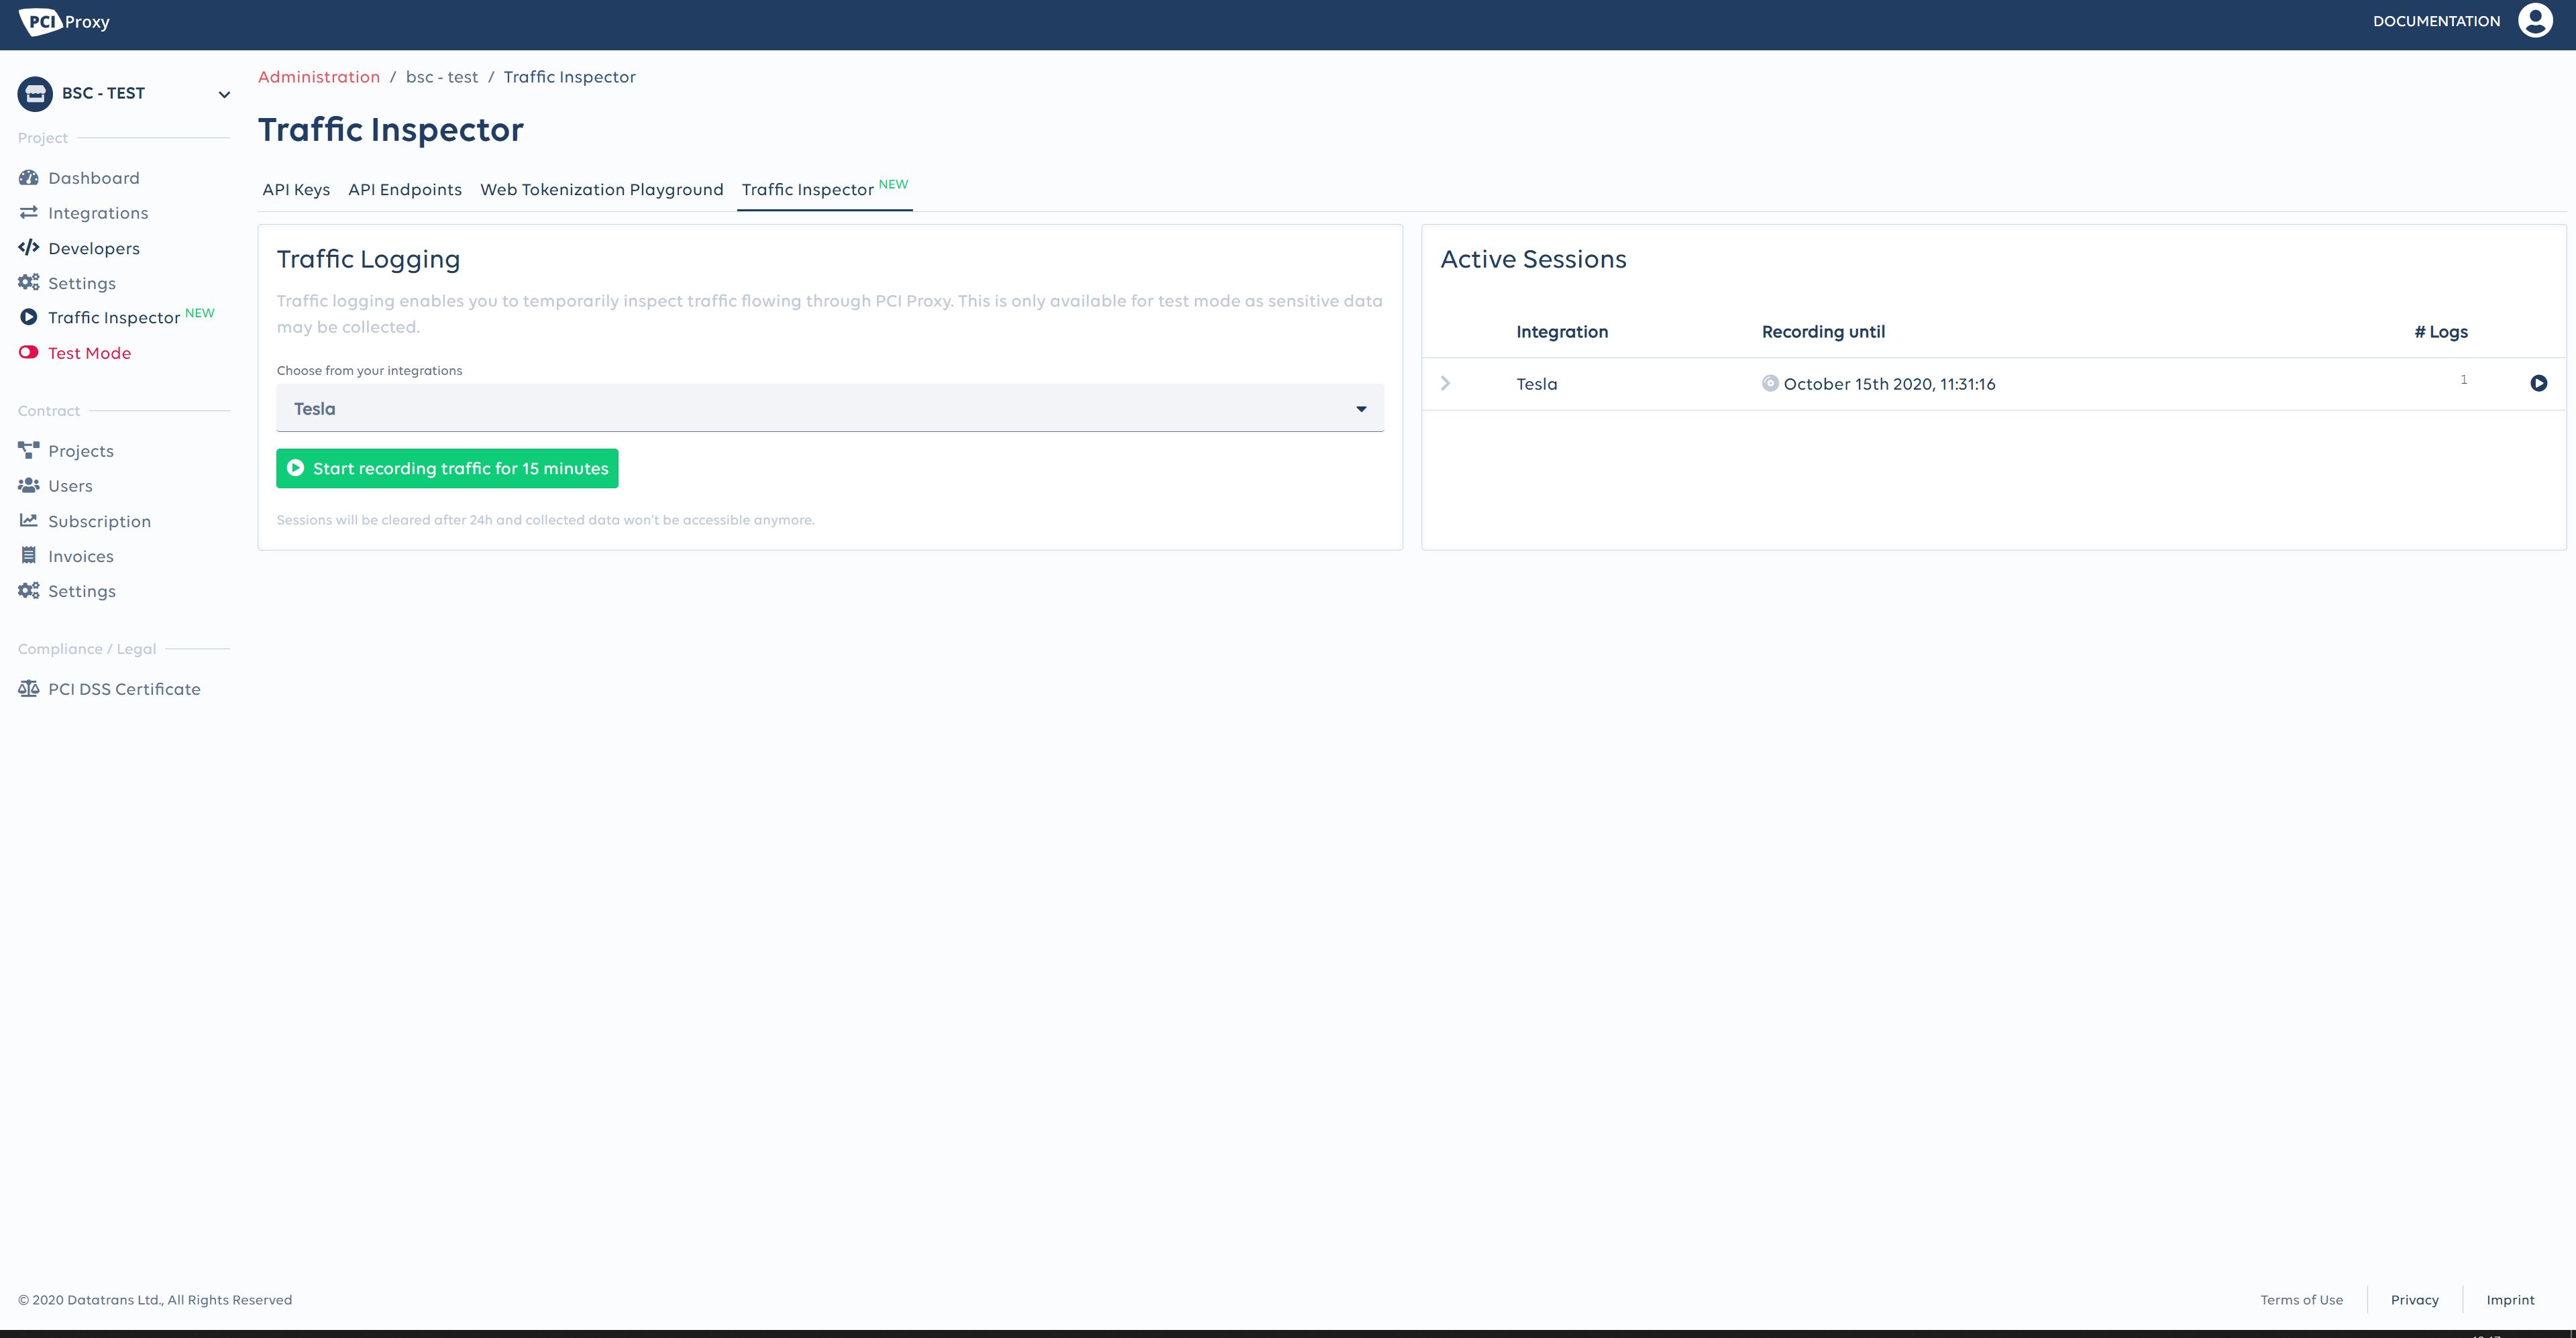 PCI Proxy
DOCUMENTATION
BSC - TEST
Project
Dashboard
Integrations
Developers
Settings
Traffic Inspector NEW
Test Mode
Contract
Projects
Users
Subscription
Invoices
Settings
Compliance / Legal
PCI DSS Certificate
Administration / bsc - test / Traffic Inspector
Traffic Inspector
API Keys API Endpoints Web Tokenization Playground Traffic Inspector NEW
Traffic Logging
Traffic logging enables you to temporarily inspect traffic flowing through PCI Proxy. This is only available for test mode as sensitive data
may be collected.
Choose from your integrations
Tesla
Start recording traffic for 15 minutes
Sessions will be cleared after 24h and collected data won't be accessible anymore.
Active Sessions
Integration Recording until # Logs
Tesla October 15th 2020, 11:31:16 1
© 2020 Datatrans Ltd., All Rights Reserved
Terms of Use Privacy Imprint